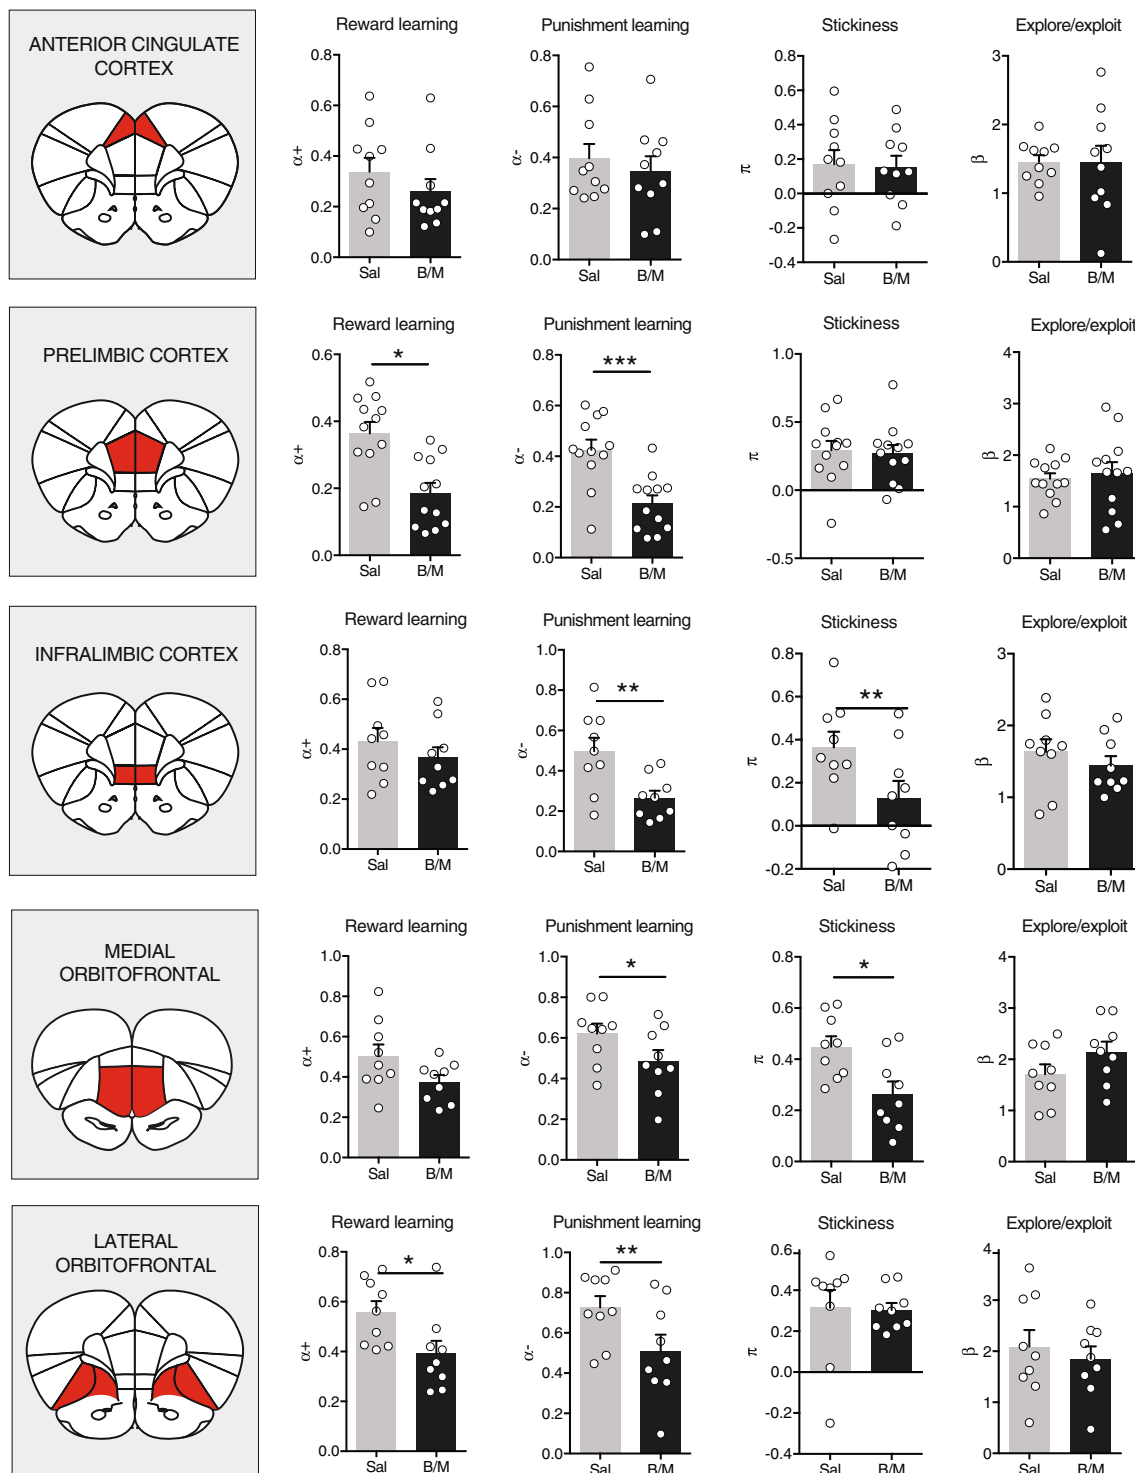 ANTERIOR CINGULATE
CORTEX
Reward learning
0.8
0.6
0.4
0.2
0.0
α+
Sal
B/M
Punishment learning
0.8
0.6
0.4
0.2
0.0
α-
Sal
B/M
Stickiness
0.8
0.6
0.4
0.2
0.0
-0.2
-0.4
π
Sal
B/M
Explore/exploit
3
2
1
0
β
Sal
B/M
PRELIMBIC CORTEX
Reward learning
*
0.6
0.4
0.2
0.0
α+
Sal
B/M
Punishment learning
***
0.8
0.6
0.4
0.2
0.0
α-
Sal
B/M
Stickiness
1.0
0.5
0.0
-0.5
π
Sal
B/M
Explore/exploit
4
3
2
1
0
β
Sal
B/M
INFRALIMBIC CORTEX
Reward learning
0.8
0.6
0.4
0.2
0.0
α+
Sal
B/M
Punishment learning
**
1.0
0.8
0.6
0.4
0.2
0.0
α-
Sal
B/M
Stickiness
**
0.8
0.6
0.4
0.2
0.0
-0.2
π
Sal
B/M
Explore/exploit
3
2
1
0
β
Sal
B/M
MEDIAL
ORBITOFRONTAL
Reward learning
1.0
0.8
0.6
0.4
0.2
0.0
α+
Sal
B/M
Punishment learning
*
1.0
0.8
0.6
0.4
0.2
0.0
α-
Sal
B/M
Stickiness
*
0.8
0.6
0.4
0.2
0.0
π
Sal
B/M
Explore/exploit
4
3
2
1
0
β
Sal
B/M
LATERAL
ORBITOFRONTAL
Reward learning
*
0.8
0.6
0.4
0.2
0.0
α+
Sal
B/M
Punishment learning
**
1.0
0.8
0.6
0.4
0.2
0.0
α-
Sal
B/M
Stickiness
0.6
0.4
0.2
0.0
-0.2
-0.4
π
Sal
B/M
Explore/exploit
4
3
2
1
0
β
Sal
B/M